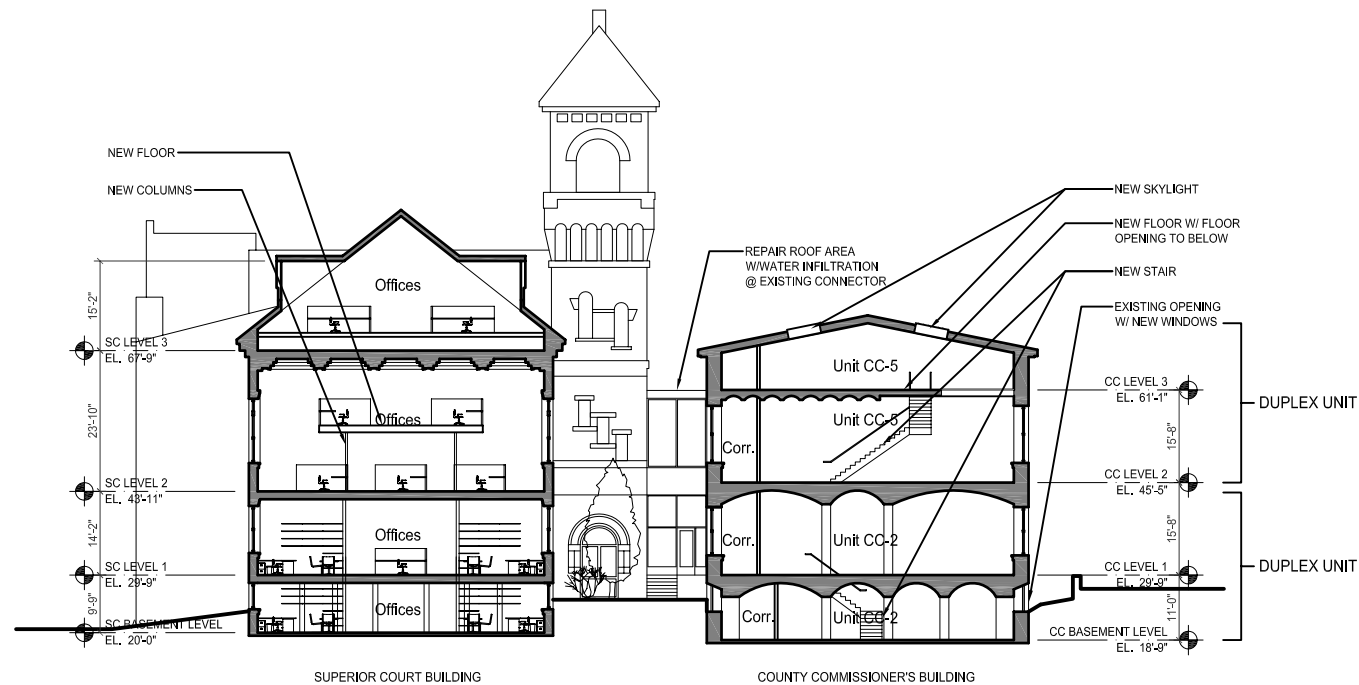 NEW FLOOR
NEW COLUMNS
15'-2"
SC LEVEL 3
EL. 67'-9"
23'-10"
SC LEVEL 2
EL. 43'-11"
14'-2"
SC LEVEL 1
EL. 29'-9"
9'-9"
SC BASEMENT LEVEL
EL. 20'-0"
Offices
Offices
Offices
Offices
SUPERIOR COURT BUILDING
REPAIR ROOF AREA
W/WATER INFILTRATION
@ EXISTING CONNECTOR
NEW SKYLIGHT
NEW FLOOR W/ FLOOR
OPENING TO BELOW
NEW STAIR
EXISTING OPENING
W/ NEW WINDOWS
Unit CC-5
Unit CC-5
Corr.
Corr.
Unit CC-2
Corr.
Unit CC-2
CC LEVEL 3
EL. 61'-1"
15'-8"
CC LEVEL 2
EL. 45'-5"
15'-8"
CC LEVEL 1
EL. 29'-9"
11'-0"
CC BASEMENT LEVEL
EL. 18'-9"
DUPLEX UNIT
DUPLEX UNIT
COUNTY COMMISSIONER'S BUILDING